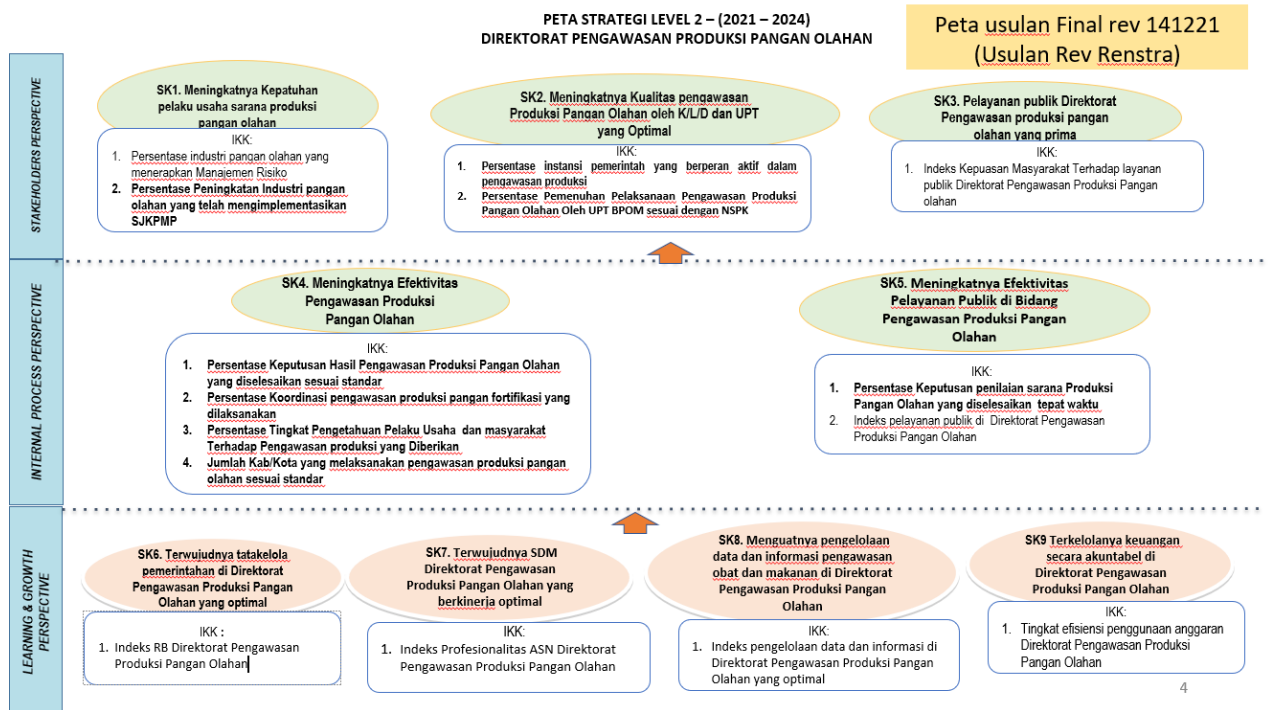 PETA STRATEGI LEVEL 2 – (2021 – 2024)
DIREKTORAT PENGAWASAN PRODUKSI PANGAN OLAHAN
Peta usulan Final rev 141221
(Usulan Rev Renstra)
STAKEHOLDERS PERSPECTIVE
SK1. Meningkatnya Kepatuhan
pelaku usaha sarana produksi
pangan olahan
IKK:
1. Persentase industri pangan olahan yang
menerapkan Manajemen Risiko
2. Persentase Peningkatan Industri pangan
olahan yang telah mengimplementasikan
SJKPMP
SK2. Meningkatnya Kualitas pengawasan
Produksi Pangan Olahan oleh K/L/D dan UPT
yang Optimal
IKK:
1. Persentase instansi pemerintah yang berperan aktif dalam
pengawasan produksi
2. Persentase Pemenuhan Pelaksanaan Pengawasan Produksi
Pangan Olahan Oleh UPT BPOM sesuai dengan NSPK
SK3. Pelayanan publik Direktorat
Pengawasan produksi pangan
olahan yang prima
IKK:
1. Indeks Kepuasan Masyarakat Terhadap layanan
publik Direktorat Pengawasan Produksi Pangan
olahan
INTERNAL PROCESS PERSPECTIVE
SK4. Meningkatnya Efektivitas
Pengawasan Produksi
Pangan Olahan
IKK:
1. Persentase Keputusan Hasil Pengawasan Produksi Pangan Olahan
yang diselesaikan sesuai standar
2. Persentase Koordinasi pengawasan produksi pangan fortifikasi yang
dilaksanakan
3. Persentase Tingkat Pengetahuan Pelaku Usaha dan masyarakat
Terhadap Pengawasan produksi yang Diberikan
4. Jumlah Kab/Kota yang melaksanakan pengawasan produksi pangan
olahan sesuai standar
SK5. Meningkatnya Efektivitas
Pelayanan Publik di Bidang
Pengawasan Produksi Pangan
Olahan
IKK:
1. Persentase Keputusan penilaian sarana Produksi
Pangan Olahan yang diselesaikan tepat waktu
2. Indeks pelayanan publik di Direktorat Pengawasan
Produksi Pangan Olahan
LEARNING & GROWTH
PERSPECTIVE
SK6. Terwujudnya tatakelola
pemerintahan di Direktorat
Pengawasan Produksi Pangan
Olahan yang optimal
IKK :
1. Indeks RB Direktorat Pengawasan
Produksi Pangan Olahan
SK7. Terwujudnya SDM
Direktorat Pengawasan
Produksi Pangan Olahan yang
berkinerja optimal
IKK:
1. Indeks Profesionalitas ASN Direktorat
Pengawasan Produksi Pangan Olahan
SK8. Menguatnya pengelolaan
data dan informasi pengawasan
obat dan makanan di Direktorat
Pengawasan Produksi Pangan
Olahan
IKK:
1. Indeks pengelolaan data dan informasi di
Direktorat Pengawasan Produksi Pangan
Olahan yang optimal
SK9 Terkelolanya keuangan
secara akuntabel di
Direktorat Pengawasan
Produksi Pangan Olahan
IKK:
1. Tingkat efisiensi penggunaan anggaran
Direktorat Pengawasan Produksi
Pangan Olahan
4